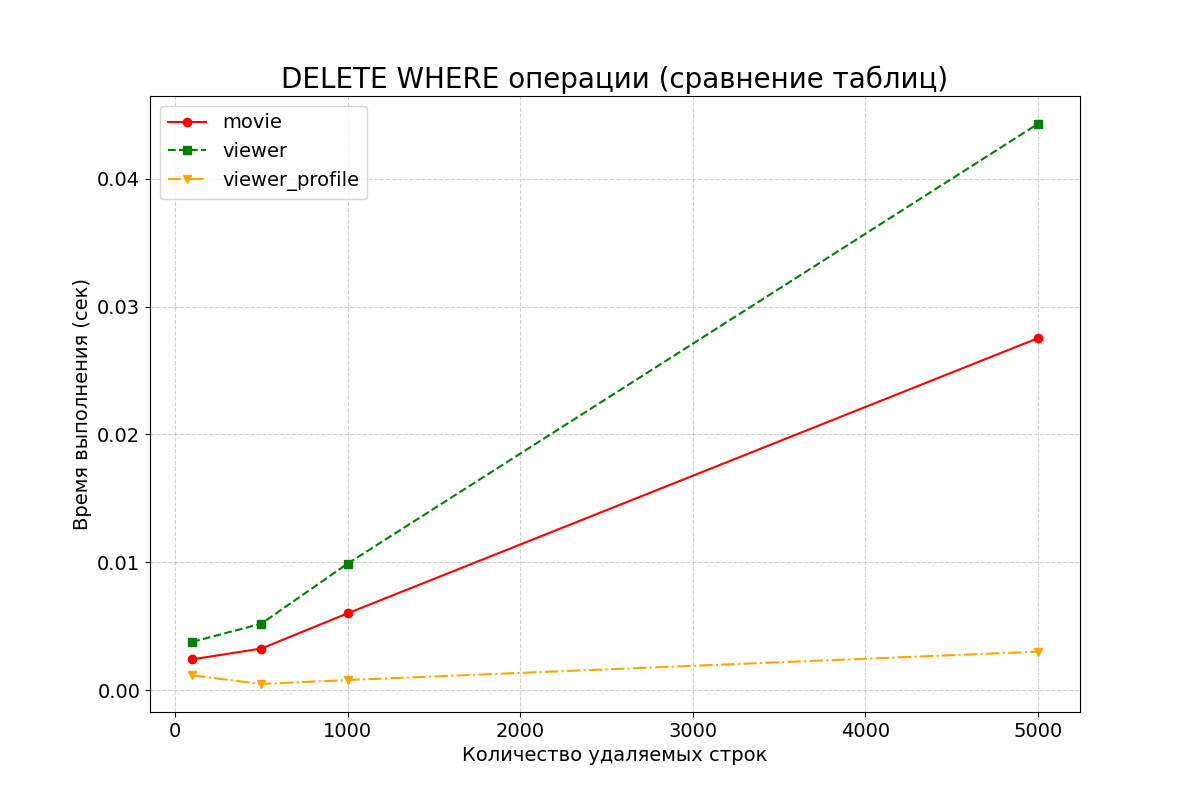 DELETE WHERE операции (сравнение таблиц)
movie
viewer
viewer_profile
Время выполнения (сек)
0.04
0.03
0.02
0.01
0.00
0
1000
2000
3000
4000
5000
Количество удаляемых строк